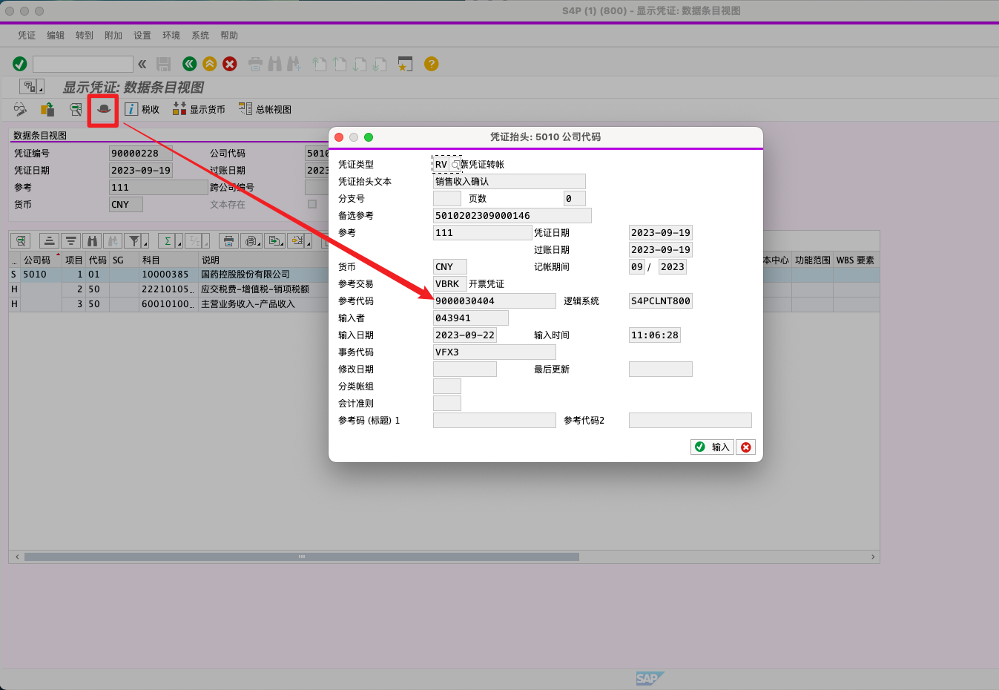 S4P (1) (800) - 显示凭证: 数据条目视图
凭证 编辑 转到 附加 设置 环境 系统 帮助
显示凭证: 数据条目视图
税收 显示货币 总帐视图
数据条目视图
凭证编号 90000228 公司代码 5010
凭证日期 2023-09-19 过账日期 2023
参考 111 跨公司编号
货币 CNY 文本存在
.. 公司码 项目 代码 SG 科目 说明 本中心 功能范围 WBS 要素
S 5010 1 01 10000385 国药控股股份有限公司
H 2 50 22210105… 应交税费-增值税-销项税额
H 3 50 60010100… 主营业务收入-产品收入
凭证抬头: 5010 公司代码
凭证类型 RV 票凭证转帐
凭证抬头文本 销售收入确认
分支号 页数 0
备选参考 5010202309000146
参考 111 凭证日期 2023-09-19
过账日期 2023-09-19
货币 CNY 记帐期间 09 / 2023
参考交易 VBRK 开票凭证
参考代码 9000030404 逻辑系统 S4PCLNT800
输入者 043941
输入日期 2023-09-22 输入时间 11:06:28
事务代码 VFX3
修改日期 最后更新
分类帐组
会计准则
参考码 (标题) 1 参考代码2
输入
SAP